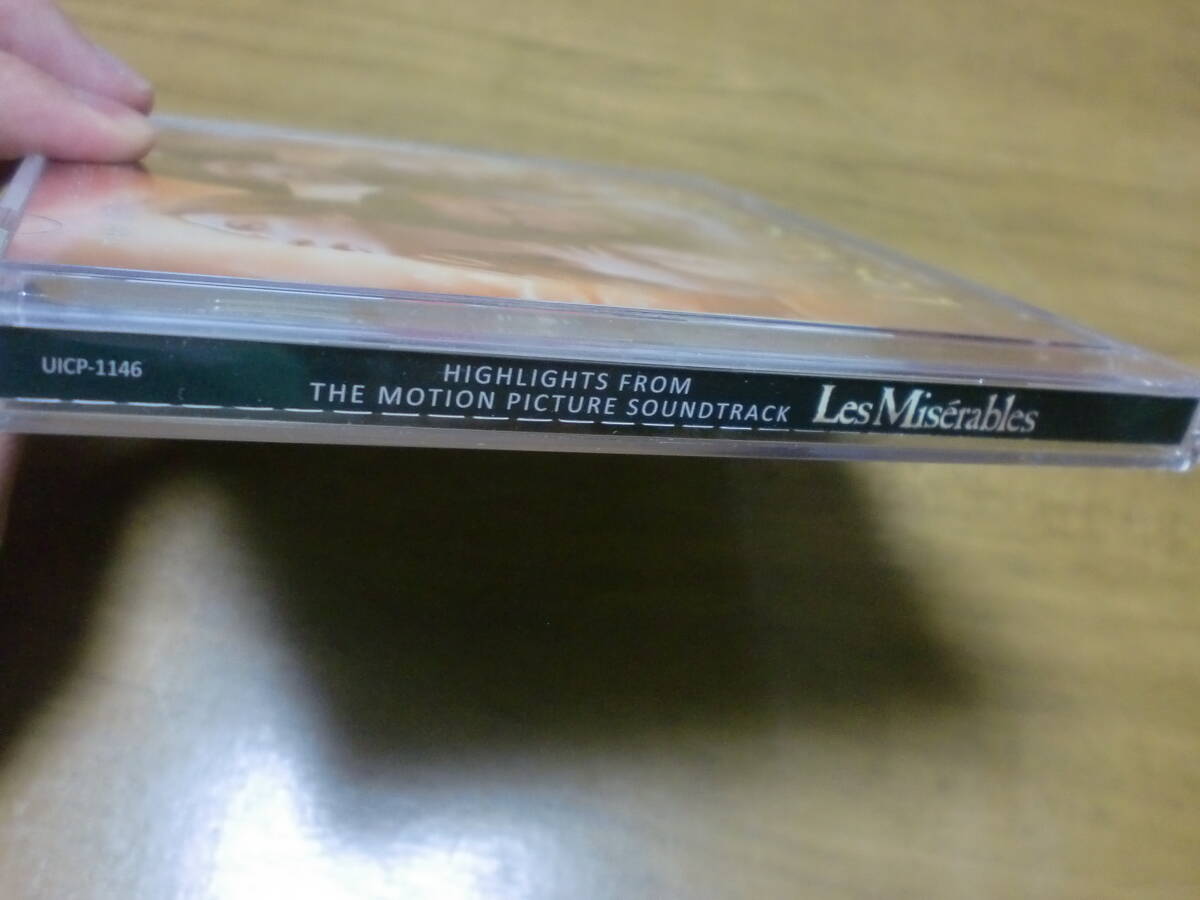 UICP-1146
HIGHLIGHTS FROM
THE MOTION PICTURE SOUNDTRACK
Les Misérables